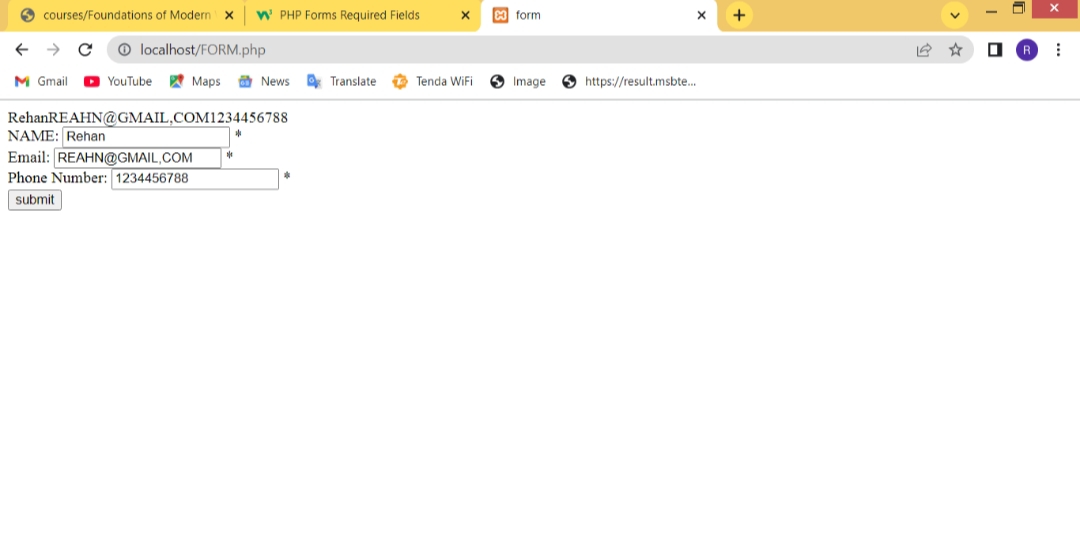 courses/Foundations of Modern
PHP Forms Required Fields
form
localhost/FORM.php
R
Gmail YouTube Maps News Translate Tenda WiFi Image https://result.msbte...
RehanREAHN@GMAIL,COM1234456788
NAME: Rehan *
Email: REAHN@GMAIL,COM *
Phone Number: 1234456788 *
submit